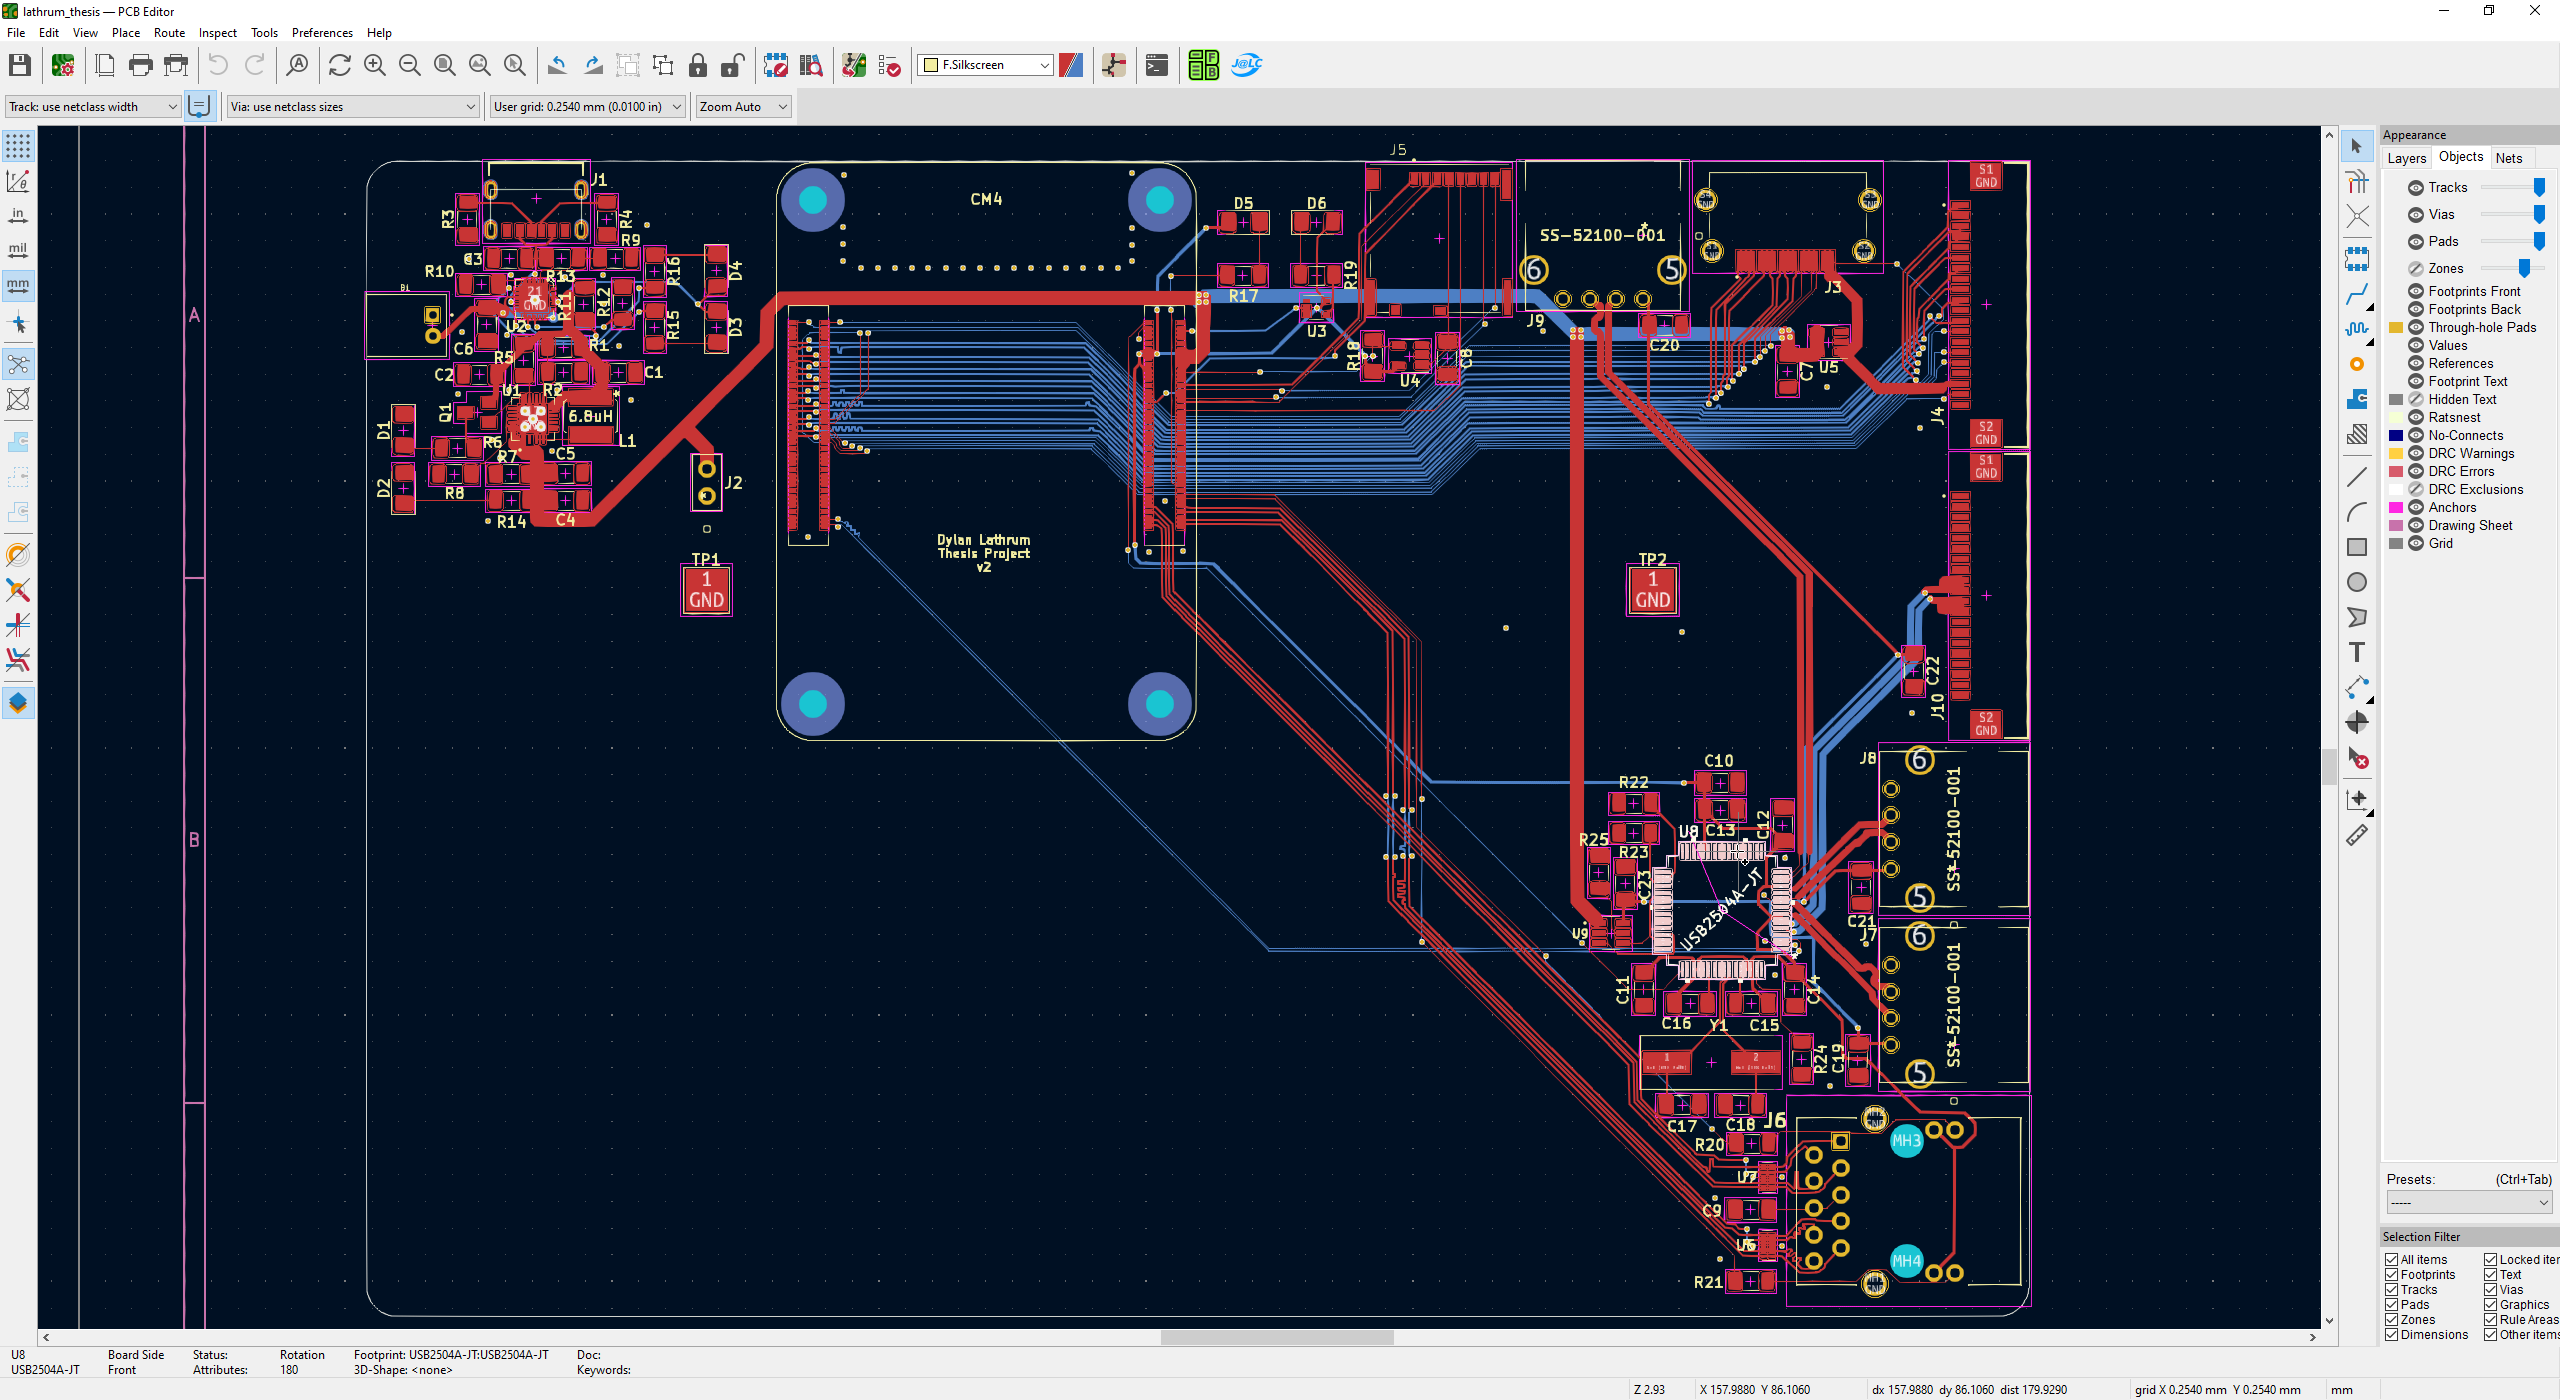 lathrum_thesis — PCB Editor
File Edit View Place Route Inspect Tools Preferences Help
F.Silkscreen
Track: use netclass width
Via: use netclass sizes
User grid: 0.2540 mm (0.0100 in)
Zoom Auto
in
mil
mm
A
B
J1
R3
R4
R9
C3
R10
R13
R16
D4
21
GND
R11
R12
B1
U2
C6
R15
D3
R5
R1
C2
C1
U1
R2
Q1
6.8uH
L1
D1
R6
R7
C5
D2
R8
R14
C4
J2
TP1
1
GND
CM4
Dylan Lathrum
Thesis Project
v2
D5
D6
R17
R19
U3
J5
R18
U4
C8
SS-52100-001
6
5
J9
C20
J3
C7
U5
S1
GND
J4
S2
GND
S1
GND
TP2
1
GND
C22
J10
S2
GND
J8
6
SS-52100-001
5
C21
J7
6
SS-52100-001
5
C10
R22
C13
C12
U8
R25
R23
C23
USB2504A-JT
U9
C11
C14
C16
Y1
C15
1
2
R24
C19
C17
C18
J6
R20
U7
C9
U6
R21
MH3
MH4
Appearance
Layers Objects Nets
Tracks
Vias
Pads
Zones
Footprints Front
Footprints Back
Through-hole Pads
Values
References
Footprint Text
Hidden Text
Ratsnest
No-Connects
DRC Warnings
DRC Errors
DRC Exclusions
Anchors
Drawing Sheet
Grid
Presets: (Ctrl+Tab)
-----
Selection Filter
All items Locked iter
Footprints Text
Tracks Vias
Pads Graphics
Zones Rule Areas
Dimensions Other items
U8 Board Side Status: Rotation Footprint: USB2504A-JT:USB2504A-JT Doc:
USB2504A-JT Front Attributes: 180 3D-Shape: <none> Keywords:
Z 2.93 X 157.9880 Y 86.1060 dx 157.9880 dy 86.1060 dist 179.9290 grid X 0.2540 mm Y 0.2540 mm mm